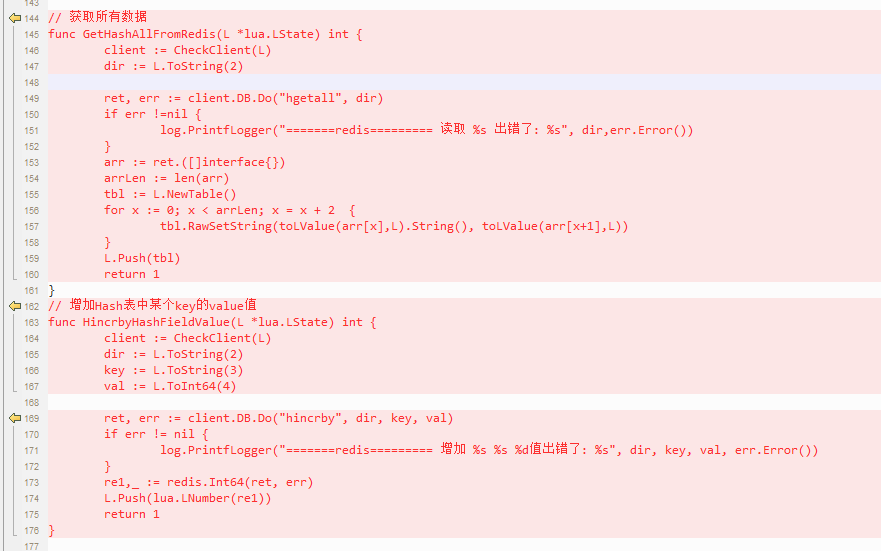 143
144 // 获取所有数据
145 func GetHashAllFromRedis(L *lua.LState) int {
146 client := CheckClient(L)
147 dir := L.ToString(2)
148
149 ret, err := client.DB.Do("hgetall", dir)
150 if err !=nil {
151 log.PrintfLogger("=======redis========= 读取 %s 出错了: %s", dir,err.Error())
152 }
153 arr := ret.([]interface{})
154 arrLen := len(arr)
155 tbl := L.NewTable()
156 for x := 0; x < arrLen; x = x + 2  {
157 tbl.RawSetString(toLValue(arr[x],L).String(), toLValue(arr[x+1],L))
158 }
159 L.Push(tbl)
160 return 1
161 }
162 // 增加Hash表中某个key的value值
163 func HincrbyHashFieldValue(L *lua.LState) int {
164 client := CheckClient(L)
165 dir := L.ToString(2)
166 key := L.ToString(3)
167 val := L.ToInt64(4)
168
169 ret, err := client.DB.Do("hincrby", dir, key, val)
170 if err != nil {
171 log.PrintfLogger("=======redis========= 增加 %s %s %d值出错了: %s", dir, key, val, err.Error())
172 }
173 re1,_ := redis.Int64(ret, err)
174 L.Push(lua.LNumber(re1))
175 return 1
176 }
177